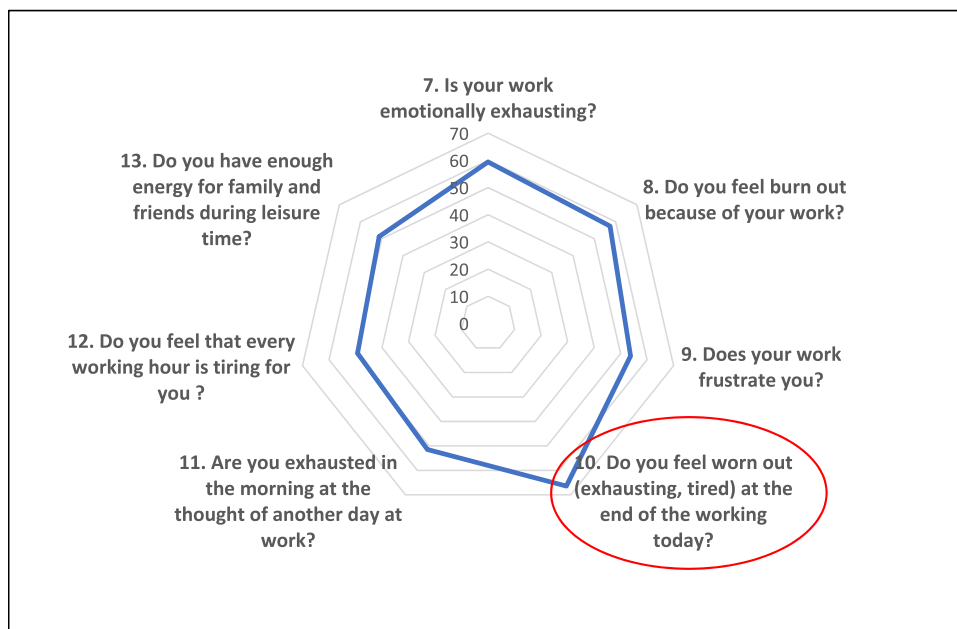 7. Is your work
emotionally exhausting?
70
60
50
40
30
20
10
0
8. Do you feel burn out
because of your work?
9. Does your work
frustrate you?
10. Do you feel worn out
(exhausting, tired) at the
end of the working
today?
11. Are you exhausted in
the morning at the
thought of another day at
work?
12. Do you feel that every
working hour is tiring for
you ?
13. Do you have enough
energy for family and
friends during leisure
time?